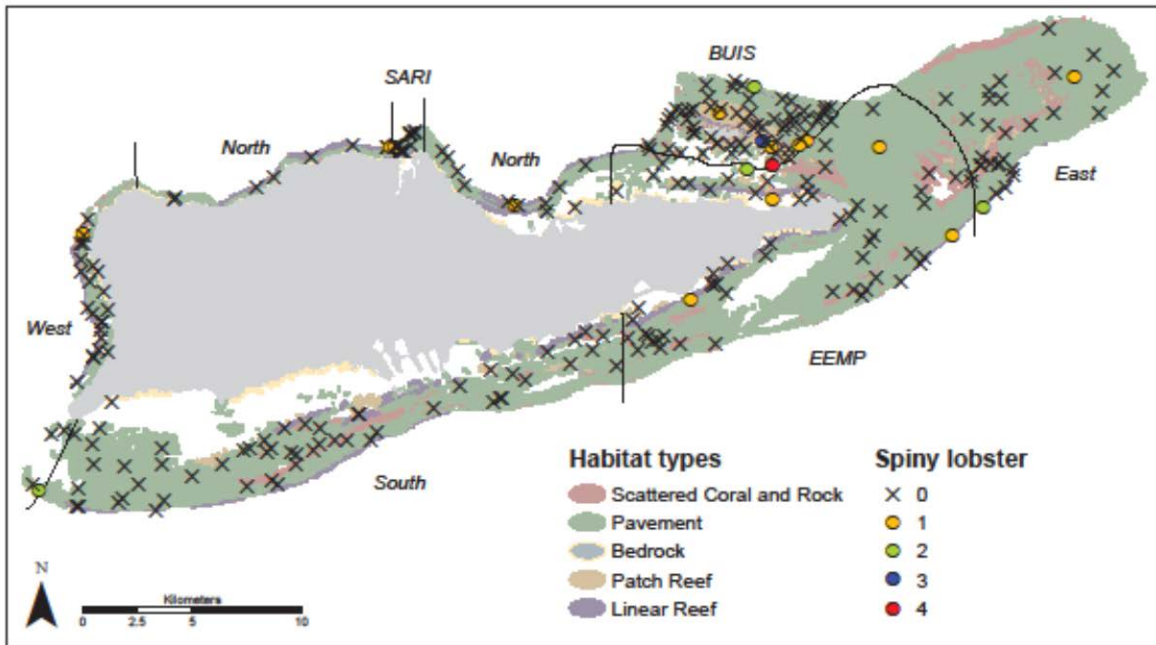 BUIS
SARI
North
North
East
West
EEMP
South
Habitat types
Scattered Coral and Rock
Pavement
Bedrock
Patch Reef
Linear Reef
Spiny lobster
0
1
2
3
4
N
Kilometers
0 2.5 5 10